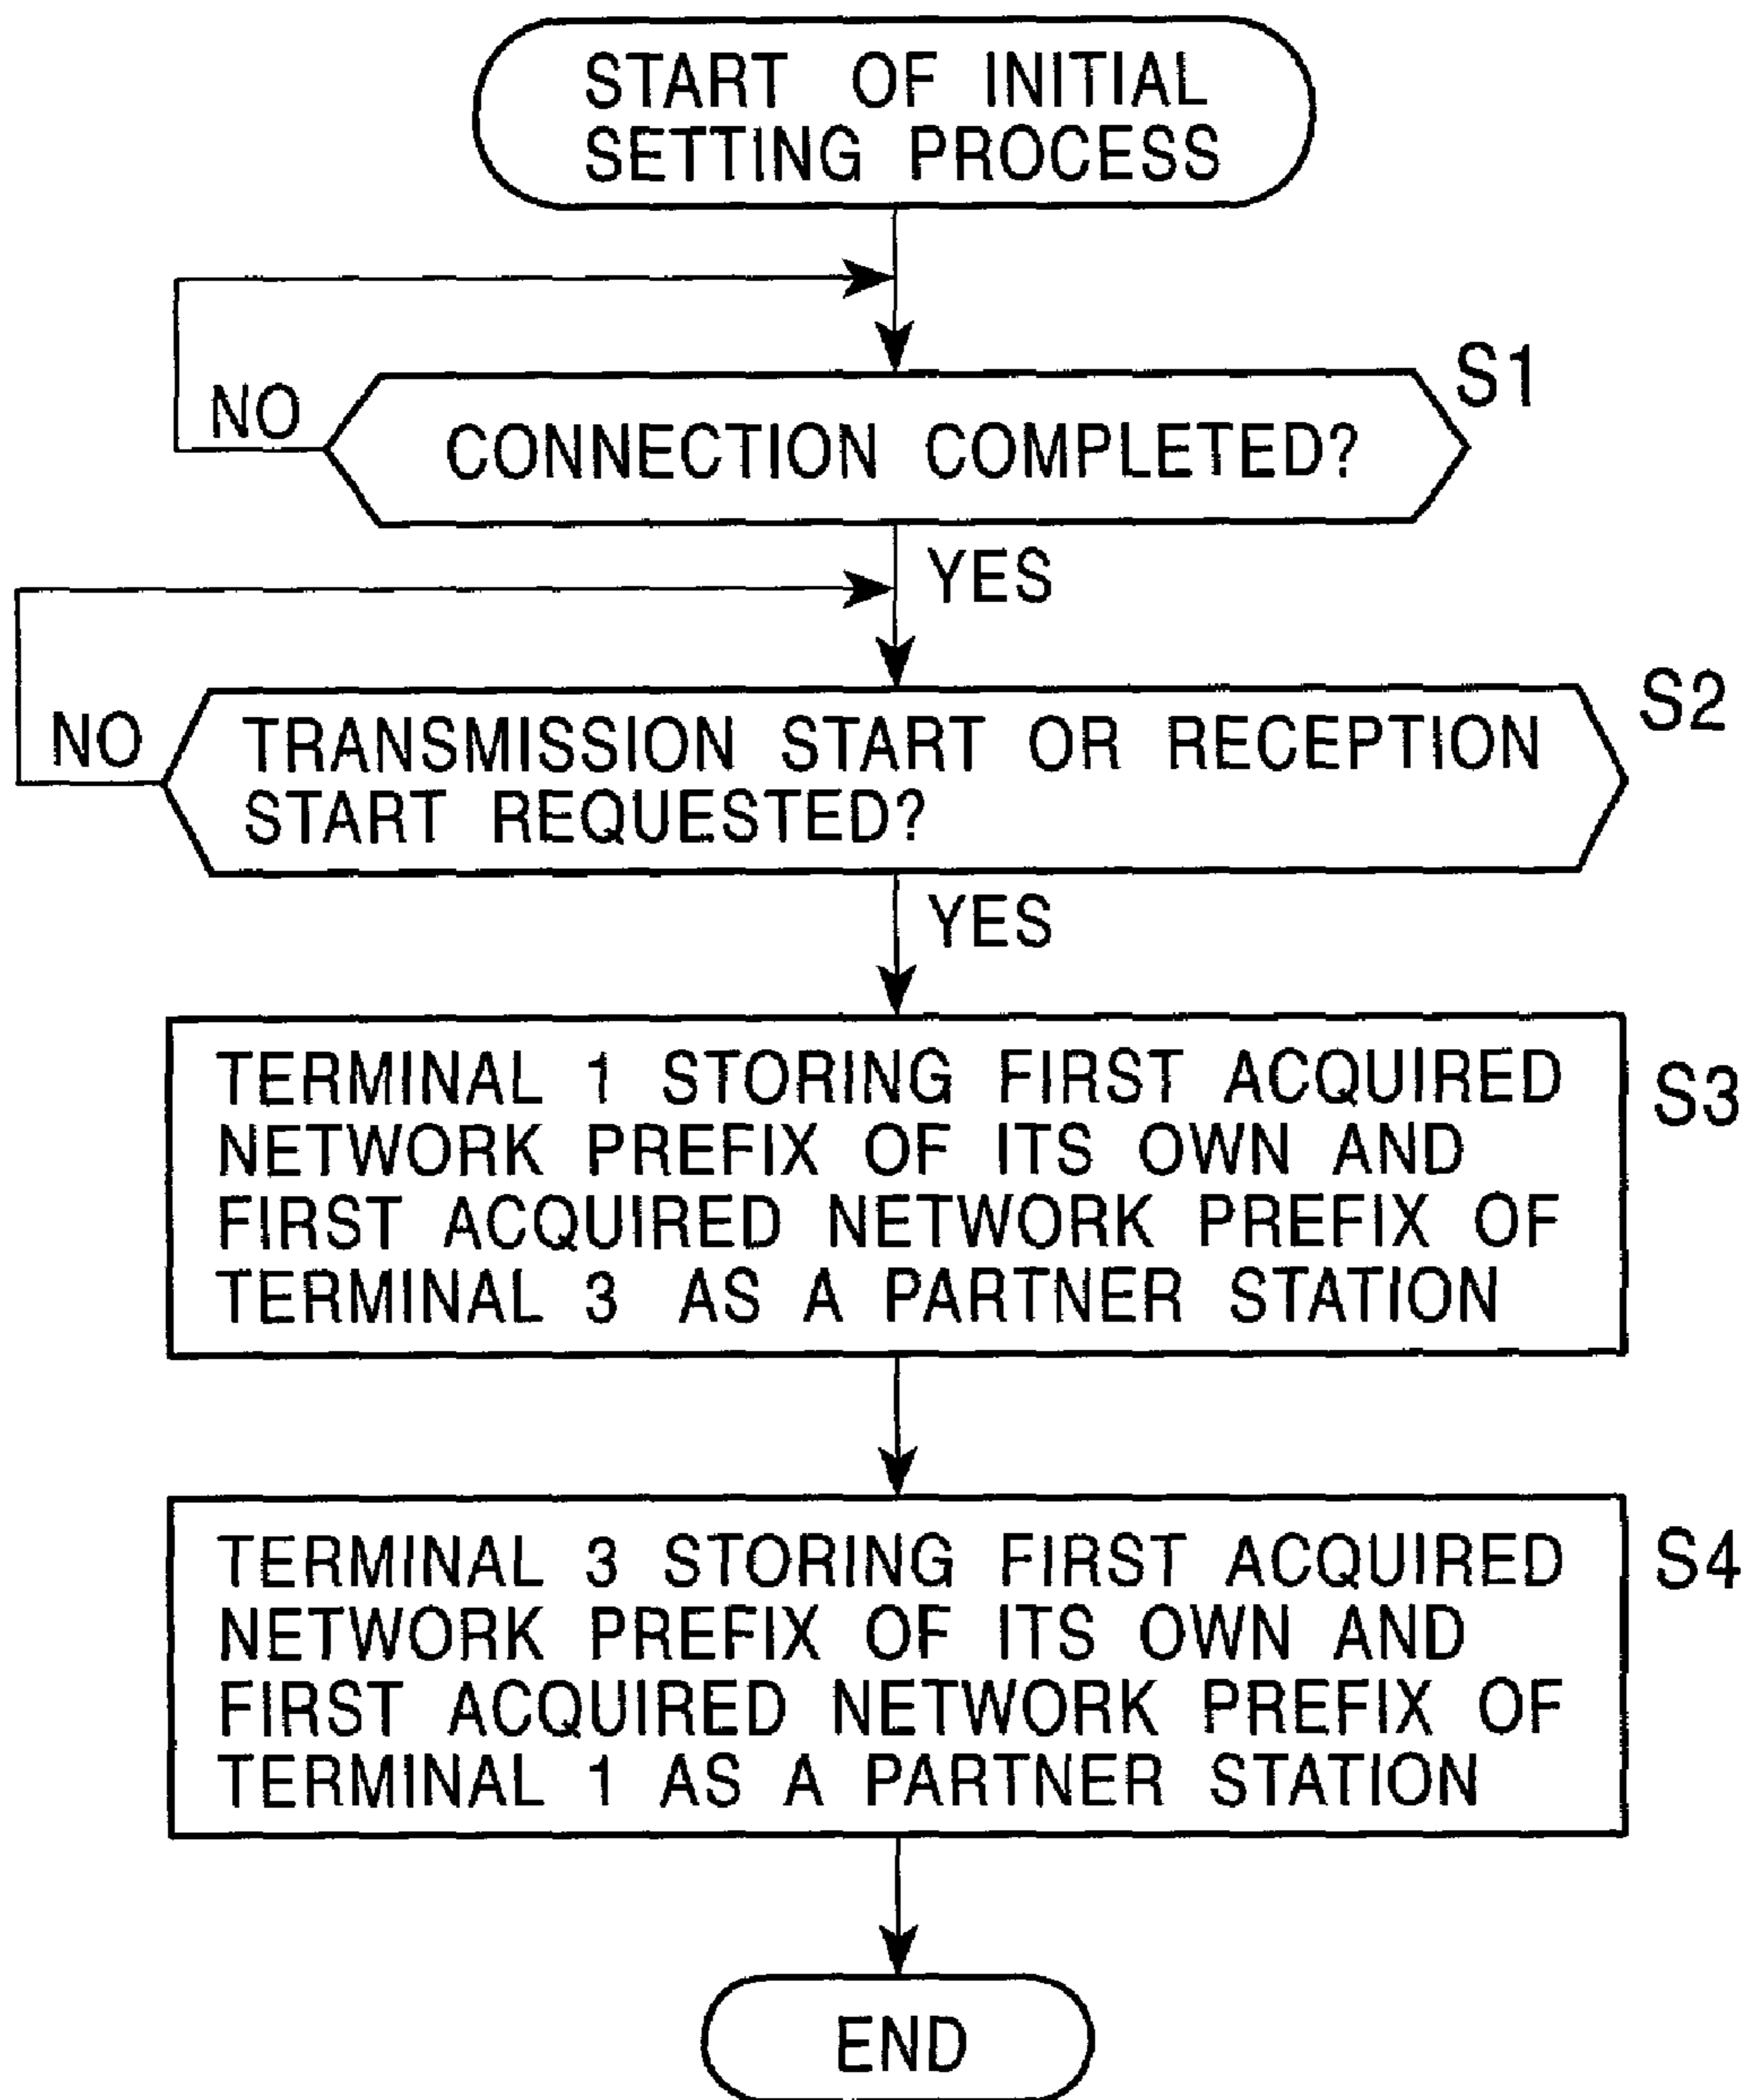 START OF INITIAL
SETTING PROCESS
S1
NO
CONNECTION COMPLETED?
YES
S2
NO
TRANSMISSION START OR RECEPTION
START REQUESTED?
YES
S3
TERMINAL 1 STORING FIRST ACQUIRED
NETWORK PREFIX OF ITS OWN AND
FIRST ACQUIRED NETWORK PREFIX OF
TERMINAL 3 AS A PARTNER STATION
S4
TERMINAL 3 STORING FIRST ACQUIRED
NETWORK PREFIX OF ITS OWN AND
FIRST ACQUIRED NETWORK PREFIX OF
TERMINAL 1 AS A PARTNER STATION
END